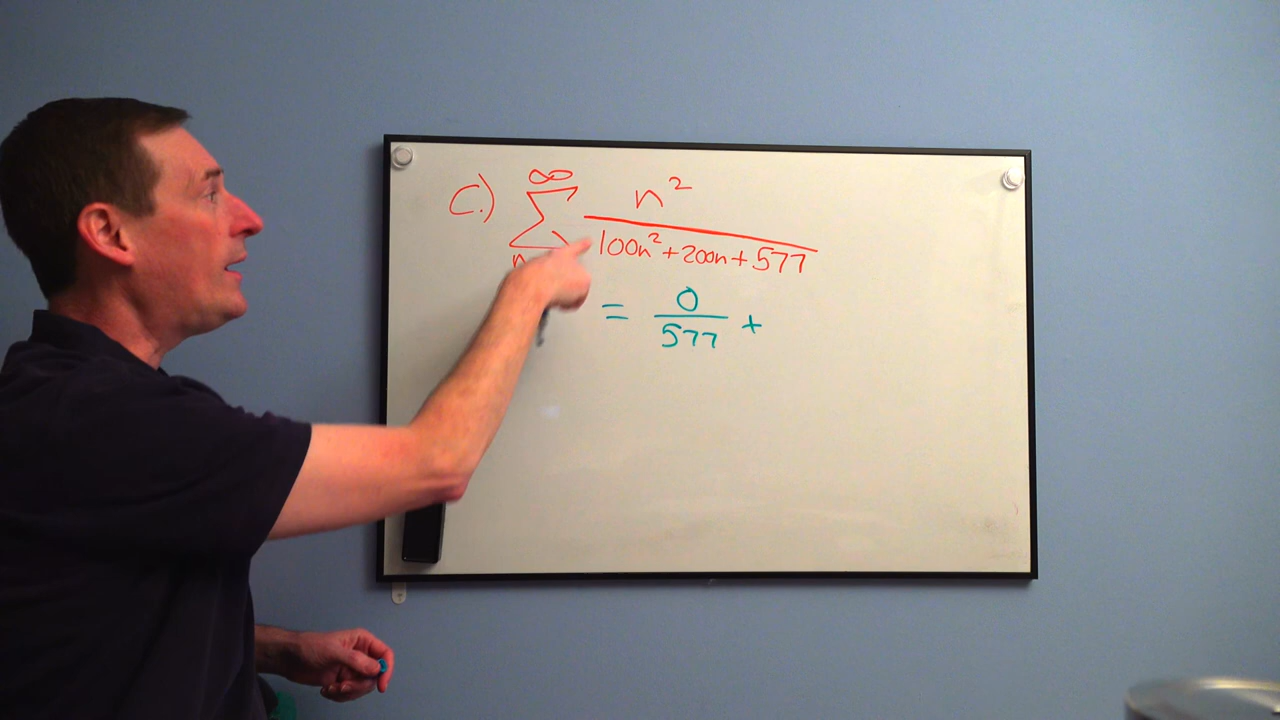 C.) ∞ Σ n n² / 100n² + 200n + 577
= 0/577 +